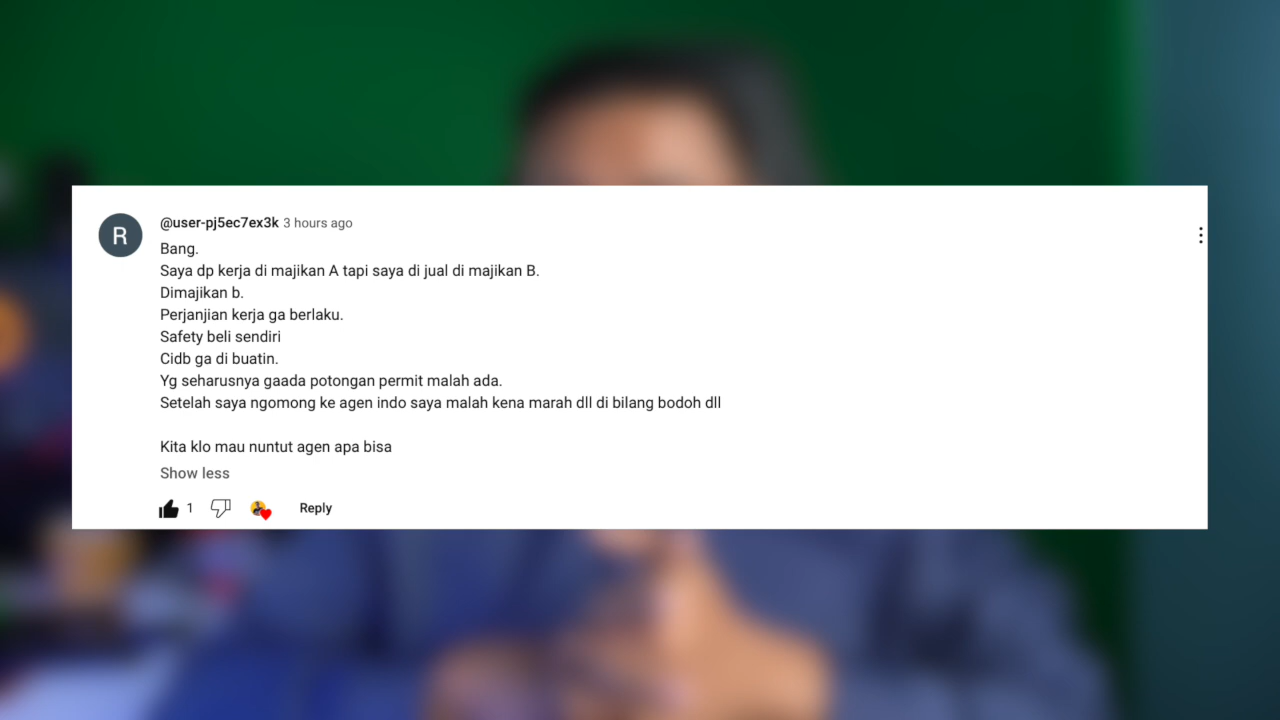 R
@user-pj5ec7ex3k 3 hours ago
Bang.
Saya dp kerja di majikan A tapi saya di jual di majikan B.
Dimajikan b.
Perjanjian kerja ga berlaku.
Safety beli sendiri
Cidb ga di buatin.
Yg seharusnya gaada potongan permit malah ada.
Setelah saya ngomong ke agen indo saya malah kena marah dll di bilang bodoh dll
Kita klo mau nuntut agen apa bisa
Show less
1 Reply